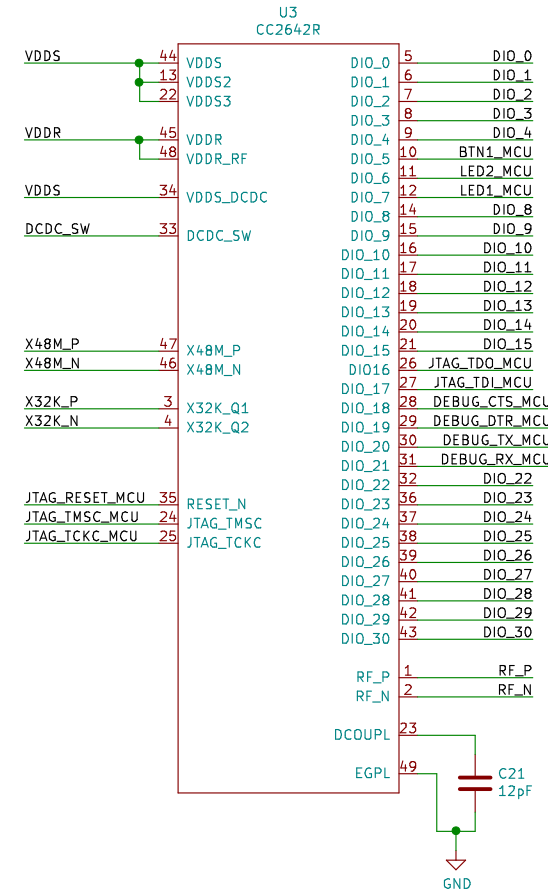 U3
CC2642R
VDDS 44 VDDS DIO_0 5 DIO_0
13 VDDS2 DIO_1 6 DIO_1
22 VDDS3 DIO_2 7 DIO_2
DIO_3 8 DIO_3
VDDR 45 VDDR DIO_4 9 DIO_4
48 VDDR_RF DIO_5 10 BTN1_MCU
DIO_6 11 LED2_MCU
VDDS 34 VDDS_DCDC DIO_7 12 LED1_MCU
DIO_8 14 DIO_8
DCDC_SW 33 DCDC_SW DIO_9 15 DIO_9
DIO_10 16 DIO_10
DIO_11 17 DIO_11
DIO_12 18 DIO_12
DIO_13 19 DIO_13
DIO_14 20 DIO_14
X48M_P 47 X48M_P DIO_15 21 DIO_15
X48M_N 46 X48M_N DIO16 26 JTAG_TDO_MCU
DIO_17 27 JTAG_TDI_MCU
X32K_P 3 X32K_Q1 DIO_18 28 DEBUG_CTS_MCU
X32K_N 4 X32K_Q2 DIO_19 29 DEBUG_DTR_MCU
DIO_20 30 DEBUG_TX_MCU
DIO_21 31 DEBUG_RX_MCU
DIO_22 32 DIO_22
JTAG_RESET_MCU 35 RESET_N DIO_23 36 DIO_23
JTAG_TMSC_MCU 24 JTAG_TMSC DIO_24 37 DIO_24
JTAG_TCKC_MCU 25 JTAG_TCKC DIO_25 38 DIO_25
DIO_26 39 DIO_26
DIO_27 40 DIO_27
DIO_28 41 DIO_28
DIO_29 42 DIO_29
DIO_30 43 DIO_30
RF_P 1 RF_P
RF_N 2 RF_N
DCOUPL 23
EGPL 49
C21
12pF
GND